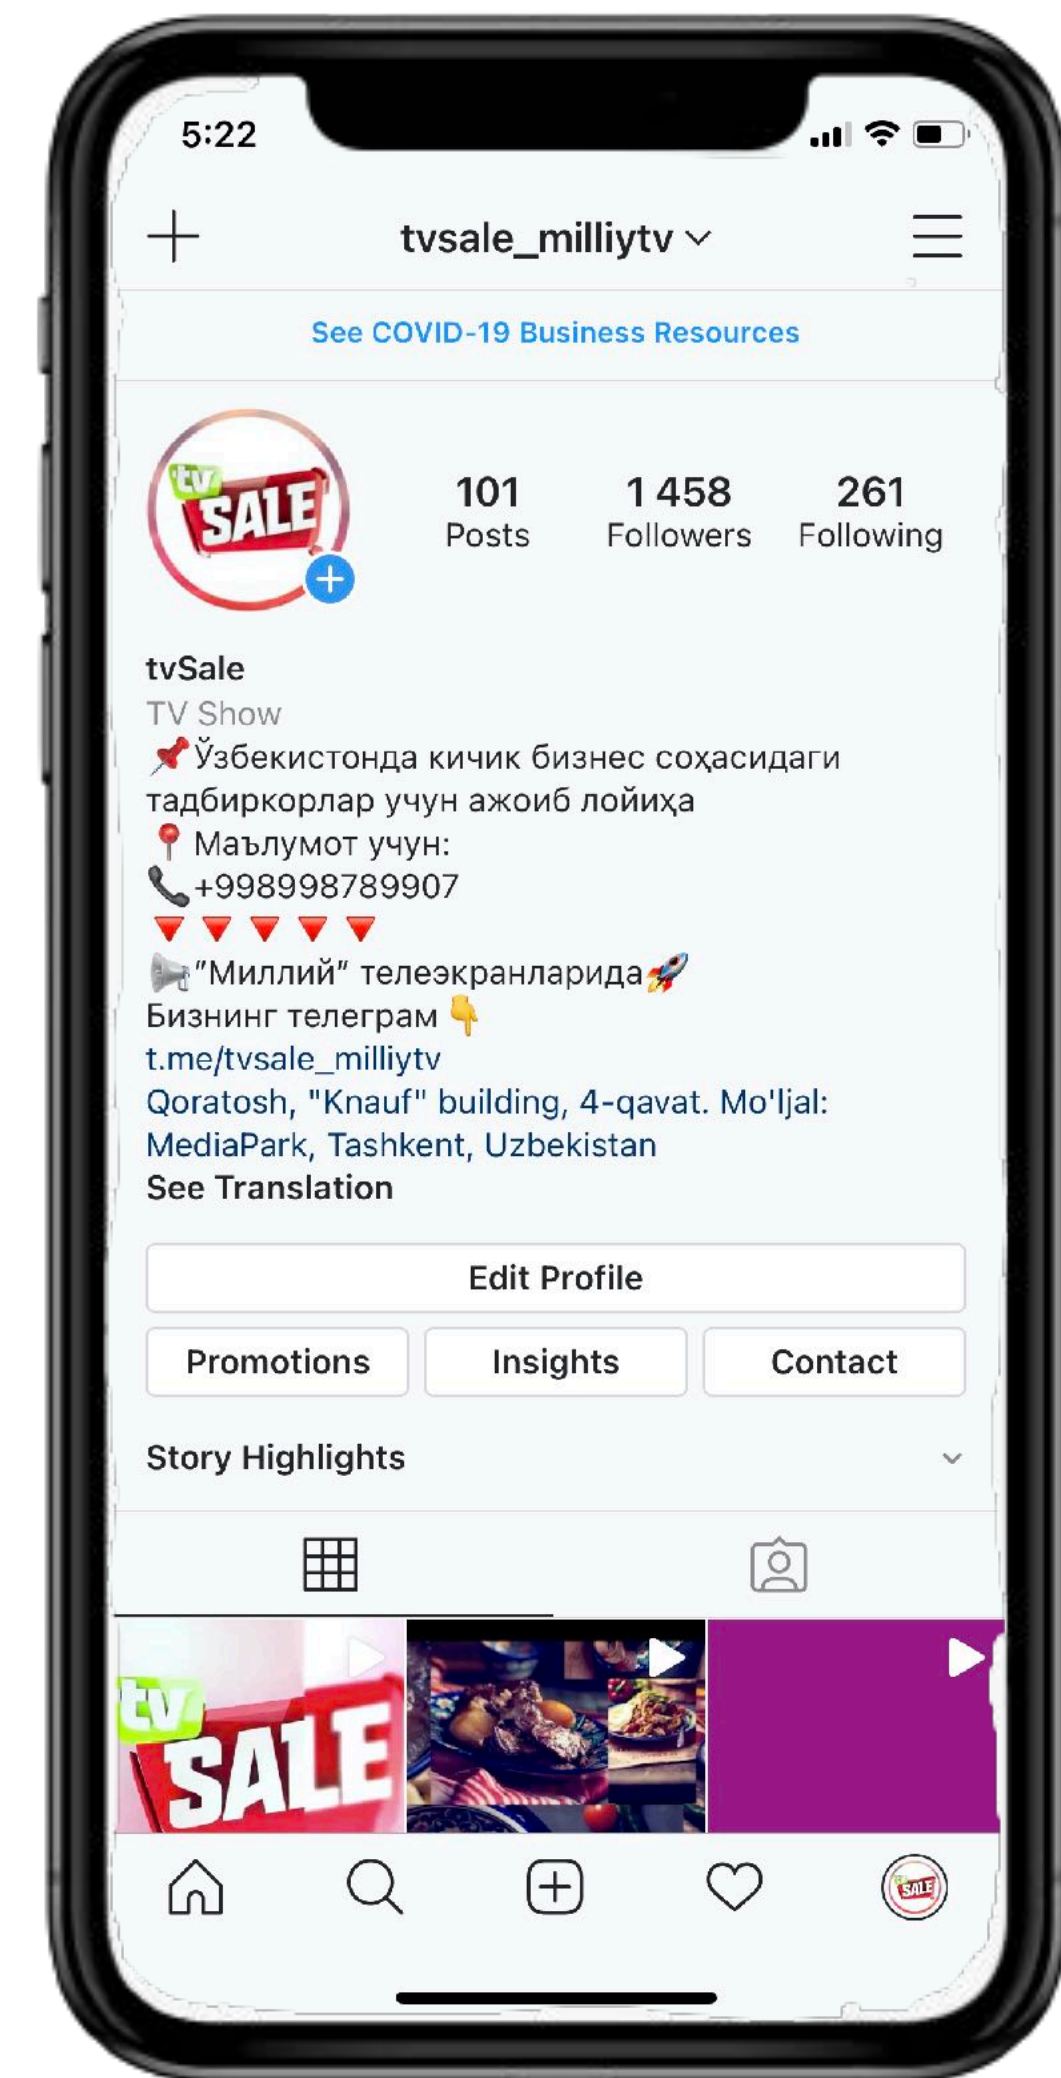 5:22
tvsale_milliytv
See COVID-19 Business Resources
tv
SALE
101
Posts
1 458
Followers
261
Following
tvSale
TV Show
📌Ўзбекистонда кичик бизнес соҳасидаги
тадбиркорлар учун ажоиб лойиҳа
📍 Маълумот учун:
📞+998998789907
🔻🔻🔻🔻🔻
📢"Миллий" телеэкранларида🚀
Бизнинг телеграм 👇
t.me/tvsale_milliytv
Qoratosh, "Knauf" building, 4-qavat. Mo'ljal:
MediaPark, Tashkent, Uzbekistan
See Translation
Edit Profile
Promotions
Insights
Contact
Story Highlights
tv
SALE
SALE